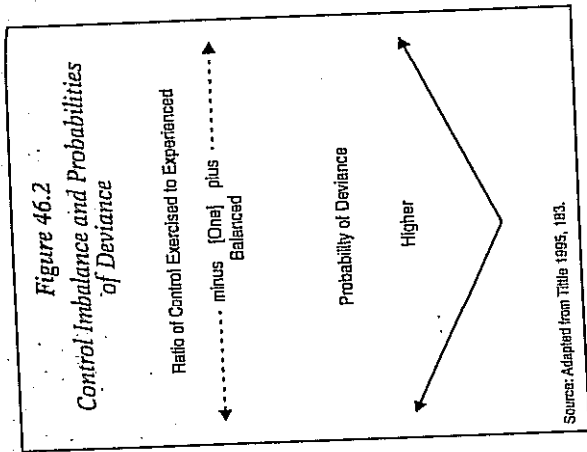 Figure 46.2
Control Imbalance and Probabilities
of Deviance
Ratio of Control Exercised to Experienced
minus [One] plus
Balanced
Probability of Deviance
Higher
Source: Adapted from Tittle 1995, 183.